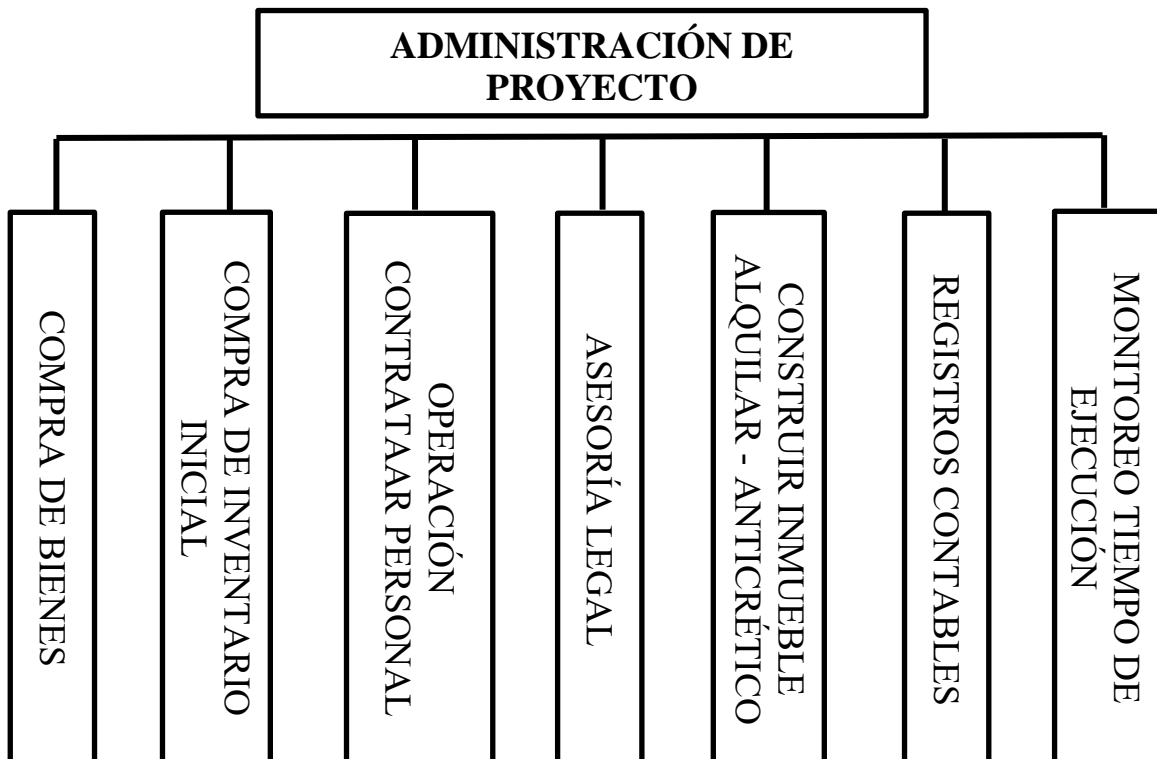 ADMINISTRACIÓN DE
PROYECTO
COMPRA DE BIENES
COMPRA DE INVENTARIO
INICIAL
OPERACIÓN
CONTRATAAR PERSONAL
ASESORÍA LEGAL
CONSTRUIR INMUEBLE
ALQUILAR - ANTICRÉTICO
REGISTROS CONTABLES
MONITOREO TIEMPO DE
EJECUCIÓN